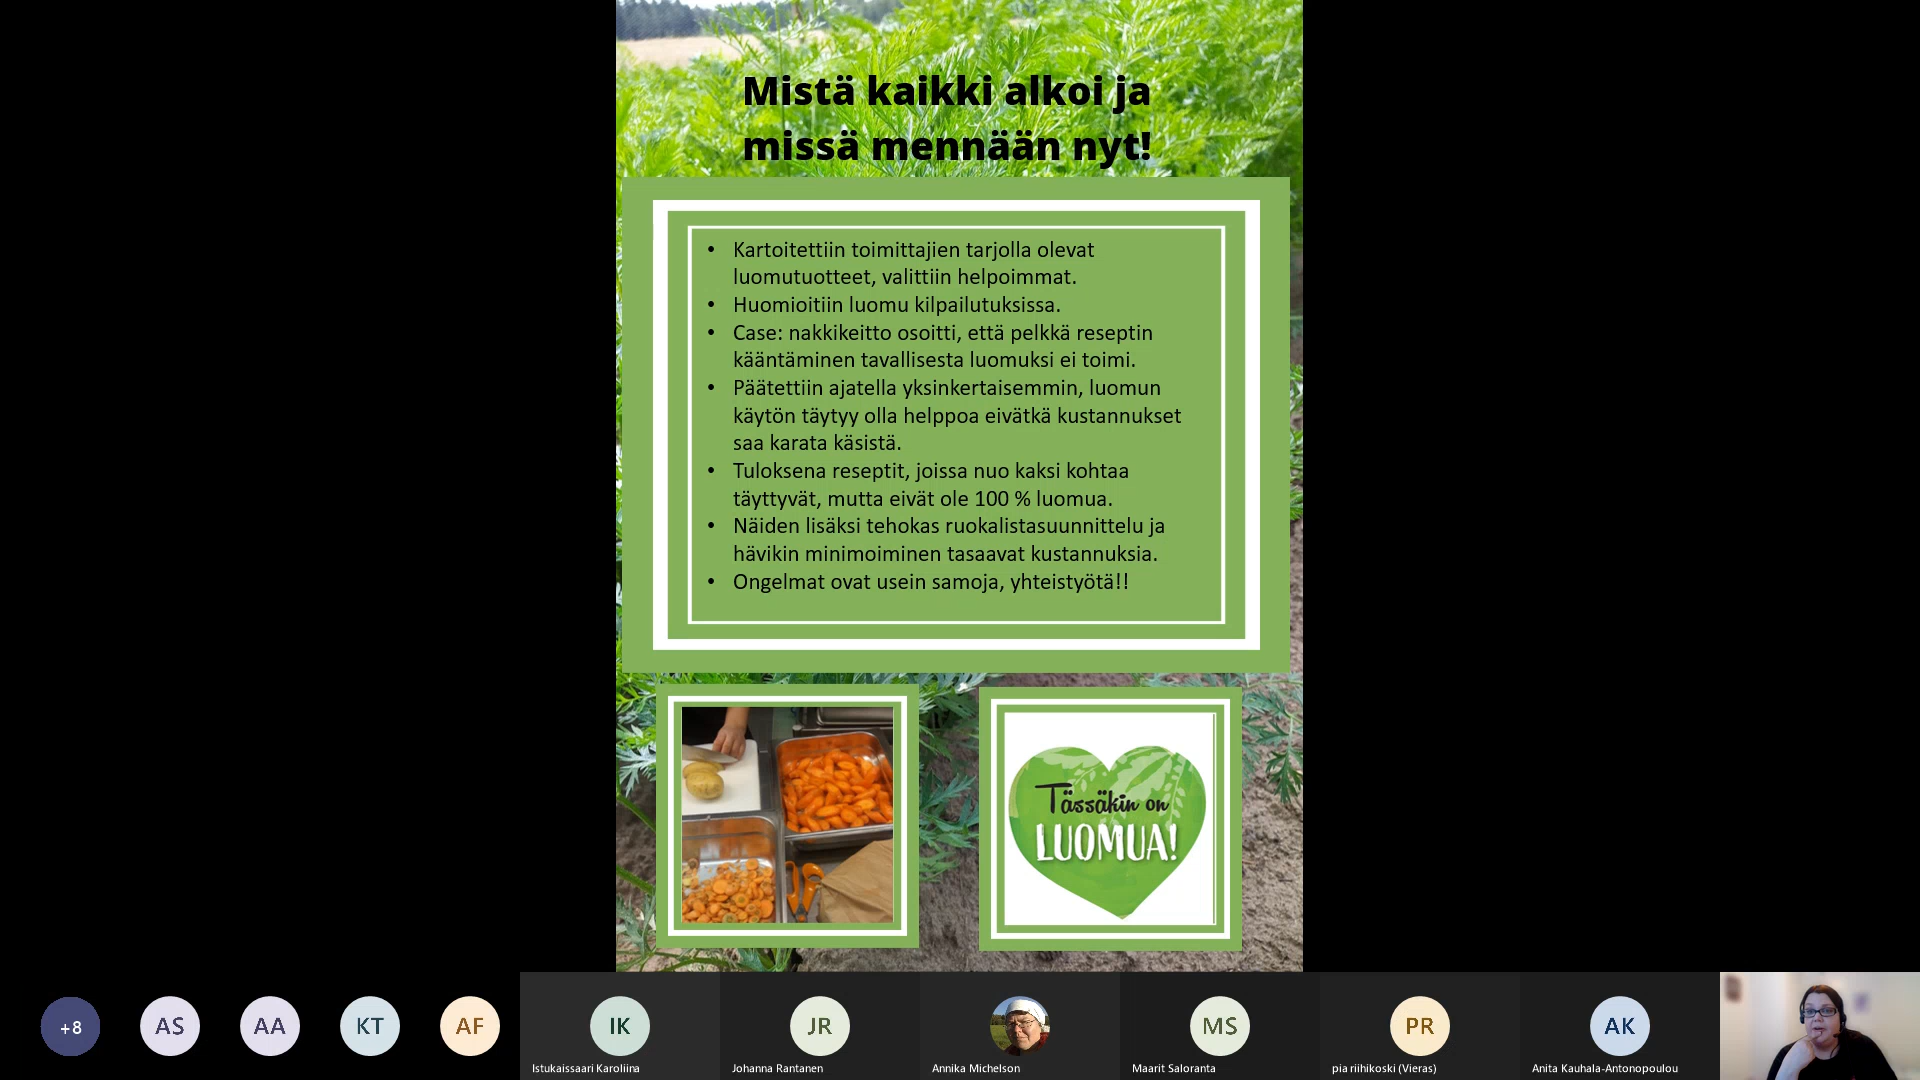 Mistä kaikki alkoi ja
missä mennään nyt!
• Kartoitettiin toimittajien tarjolla olevat
luomutuotteet, valittiin helpoimmat.
• Huomioitiin luomu kilpailutuksissa.
• Case: nakkikeitto osoitti, että pelkkä reseptin
kääntäminen tavallisesta luomuksi ei toimi.
• Päätettiin ajatella yksinkertaisemmin, luomun
käytön täytyy olla helppoa eivätkä kustannukset
saa karata käsistä.
• Tuloksena reseptit, joissa nuo kaksi kohtaa
täyttyvät, mutta eivät ole 100 % luomua.
• Näiden lisäksi tehokas ruokalistasuunnittelu ja
hävikin minimoiminen tasaavat kustannuksia.
• Ongelmat ovat usein samoja, yhteistyötä!!
Tässäkin on
LUOMUA!
+8
AS
AA
KT
AF
IK
Istukaissaari Karoliina
JR
Johanna Rantanen
Annika Michelson
MS
Maarit Saloranta
PR
pia riihikoski (Vieras)
AK
Anita Kauhala-Antonopoulou